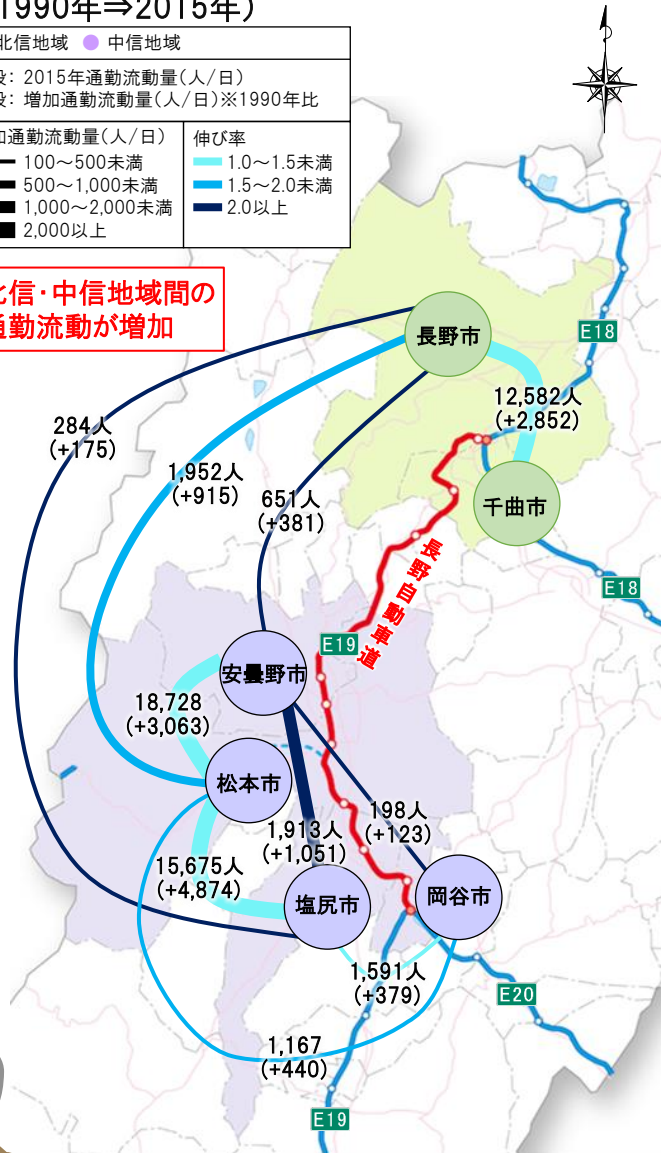 1990年⇒2015年）
北信地域 中信地域
段: 2015年通勤流動量(人/日)
段: 増加通勤流動量(人/日)※1990年比
加通勤流動量(人/日)
100～500未満
500～1,000未満
1,000～2,000未満
2,000以上
伸び率
1.0～1.5未満
1.5～2.0未満
2.0以上
北信・中信地域間の
通勤流動が増加
長野市
E18
12,582人
(+2,852)
284人
(+175)
1,952人
(+915)
651人
(+381)
千曲市
長野自動車道
E18
E19
安曇野市
18,728
(+3,063)
松本市
198人
(+123)
1,913人
(+1,051)
15,675人
(+4,874)
塩尻市
岡谷市
1,591人
(+379)
E20
1,167
(+440)
E19